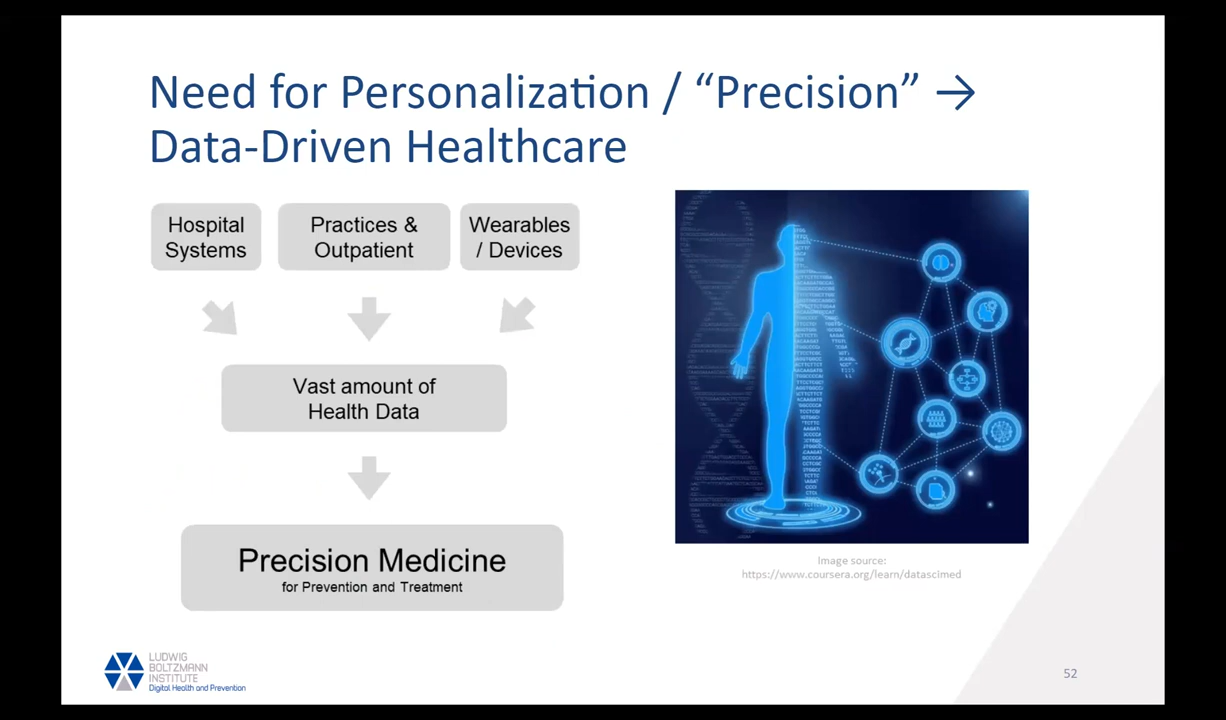 Need for Personalization / “Precision” →
Data-Driven Healthcare
Hospital
Systems
Practices &
Outpatient
Wearables
/ Devices
Vast amount of
Health Data
Precision Medicine
for Prevention and Treatment
Image source:
https://www.coursera.org/learn/datascimed
LUDWIG
BOLTZMANN
INSTITUTE
Digital Health and Prevention
52